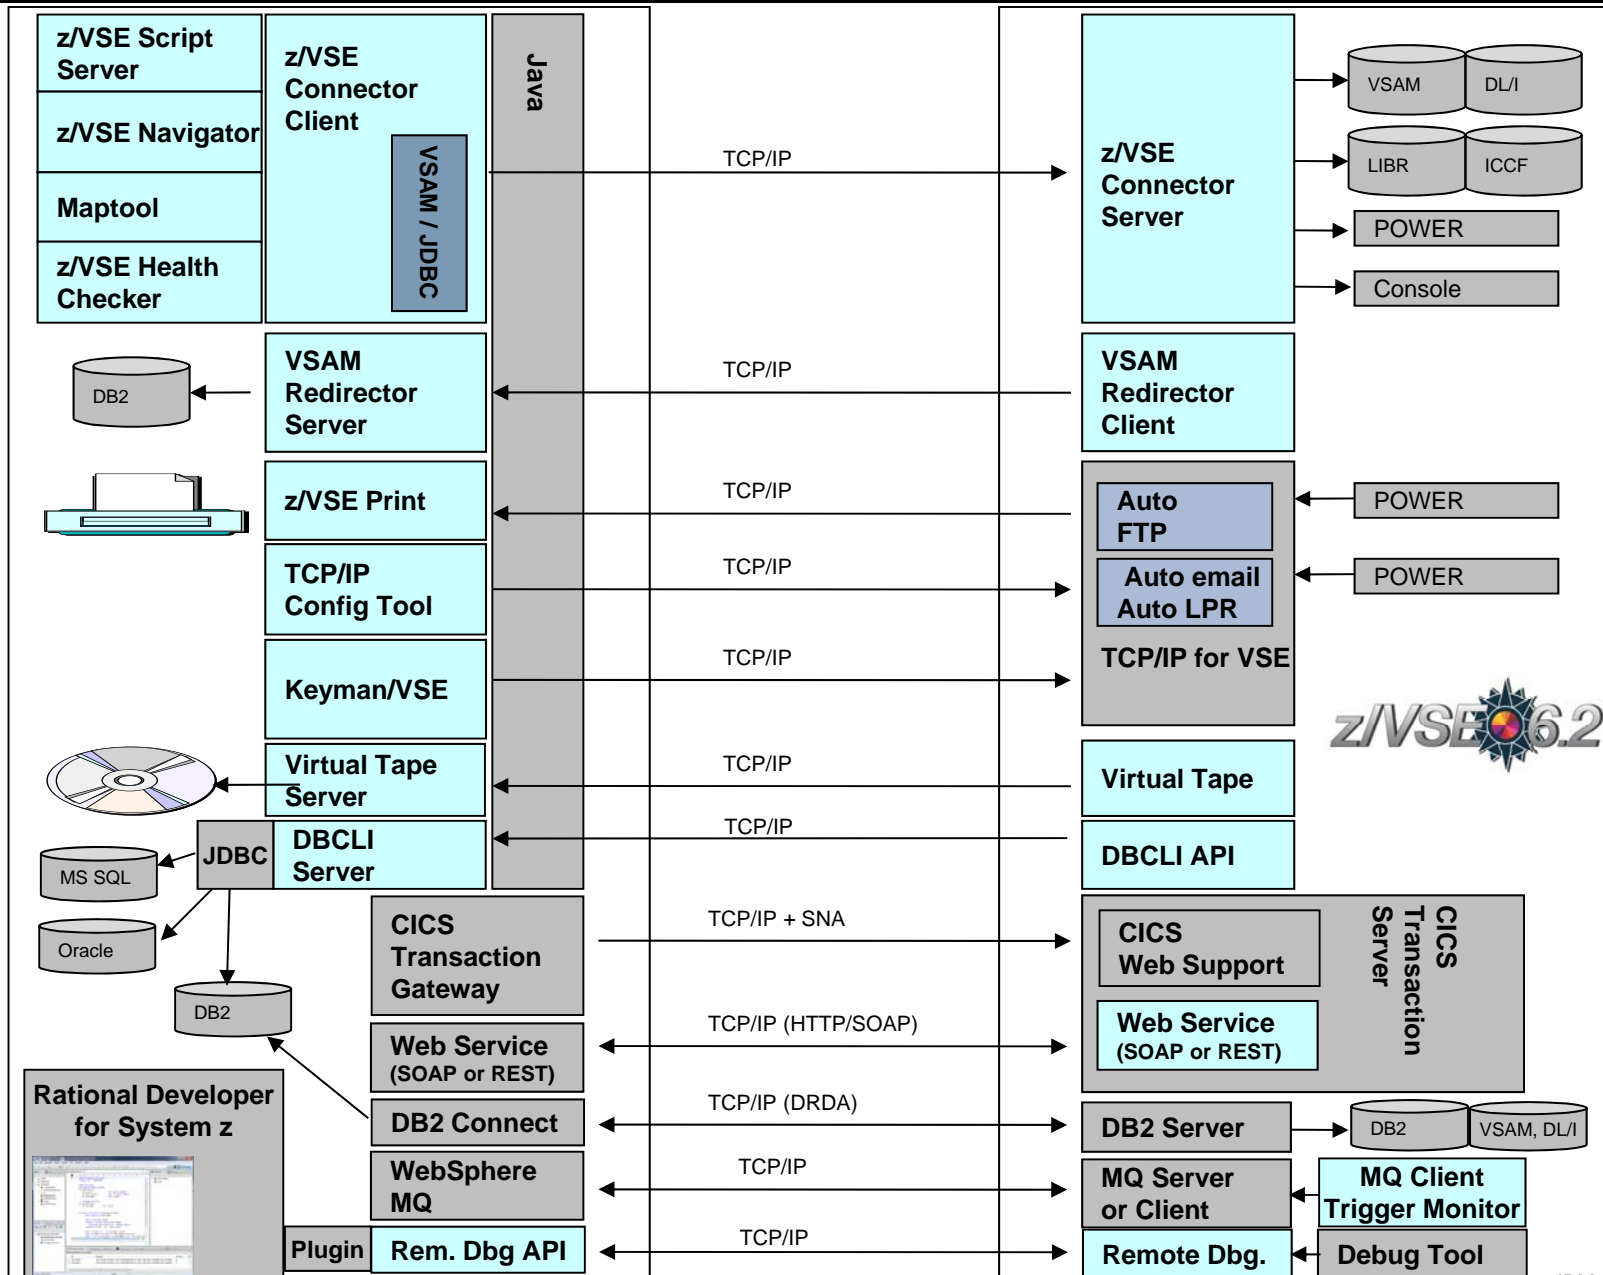 z/VSE Script
Server
z/VSE Navigator
Maptool
z/VSE Health
Checker
z/VSE
Connector
Client
VSAM / JDBC
Java
TCP/IP
z/VSE
Connector
Server
VSAM
DL/I
LIBR
ICCF
POWER
Console
DB2
VSAM
Redirector
Server
TCP/IP
VSAM
Redirector
Client
z/VSE Print
TCP/IP
Auto
FTP
POWER
TCP/IP
Config Tool
TCP/IP
Auto email
Auto LPR
POWER
Keyman/VSE
TCP/IP
TCP/IP for VSE
z/VSE 6.2
Virtual Tape
Server
TCP/IP
Virtual Tape
MS SQL
JDBC
DBCLI
Server
TCP/IP
DBCLI API
Oracle
DB2
CICS
Transaction
Gateway
TCP/IP + SNA
CICS
Web Support
CICS
Transaction
Server
Web Service
(SOAP or REST)
TCP/IP (HTTP/SOAP)
Web Service
(SOAP or REST)
Rational Developer
for System z
DB2 Connect
TCP/IP (DRDA)
DB2 Server
DB2
VSAM, DL/I
WebSphere
MQ
TCP/IP
MQ Server
or Client
MQ Client
Trigger Monitor
Plugin
Rem. Dbg API
TCP/IP
Remote Dbg.
Debug Tool